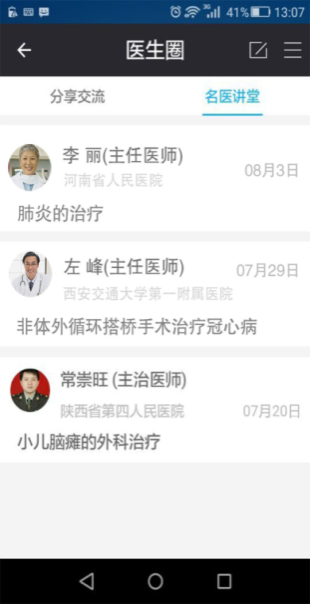 3G 41% 13:07
医生圈
分享交流 名医讲堂
李 丽(主任医师)
08月3日
河南省人民医院
肺炎的治疗
左 峰(主任医师)
07月29日
西安交通大学第一附属医院
非体外循环搭桥手术治疗冠心病
常崇旺 (主治医师)
陕西省第四人民医院 07月20日
小儿脑瘫的外科治疗